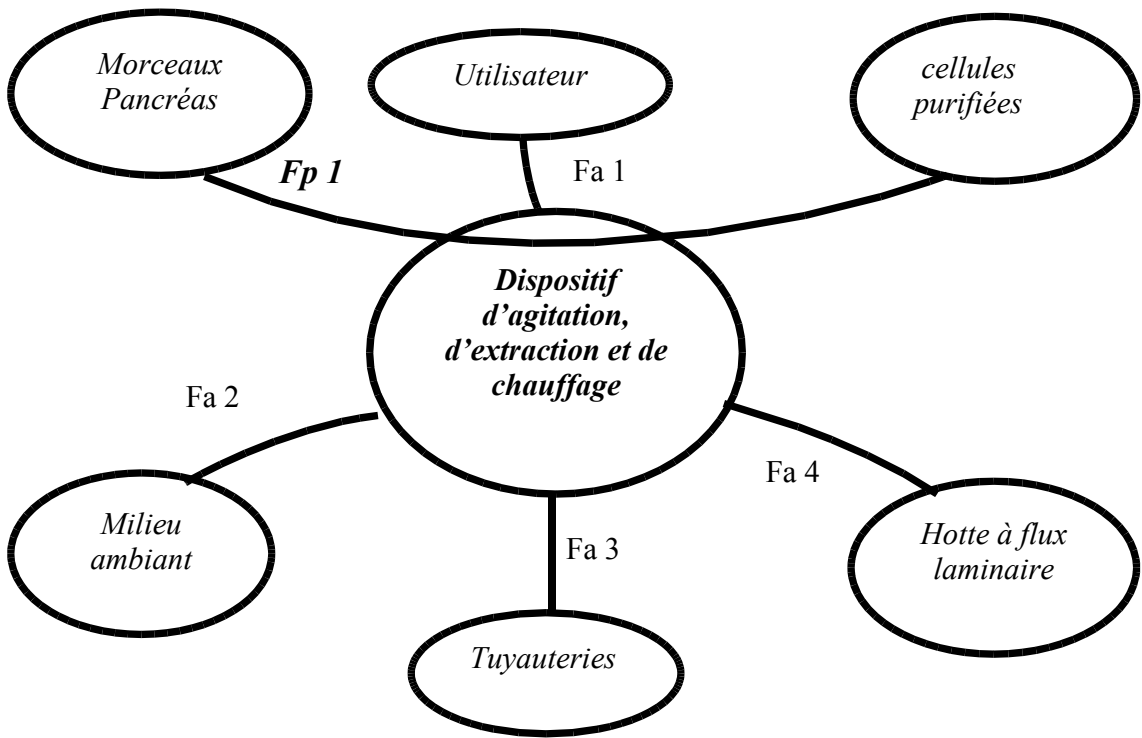 Morceaux
Pancréas
Utilisateur
cellules
purifiées
Fp 1
Fa 1
Dispositif
d’agitation,
d’extraction et de
chauffage
Fa 2
Fa 4
Milieu
ambiant
Fa 3
Hotte à flux
laminaire
Tuyauteries